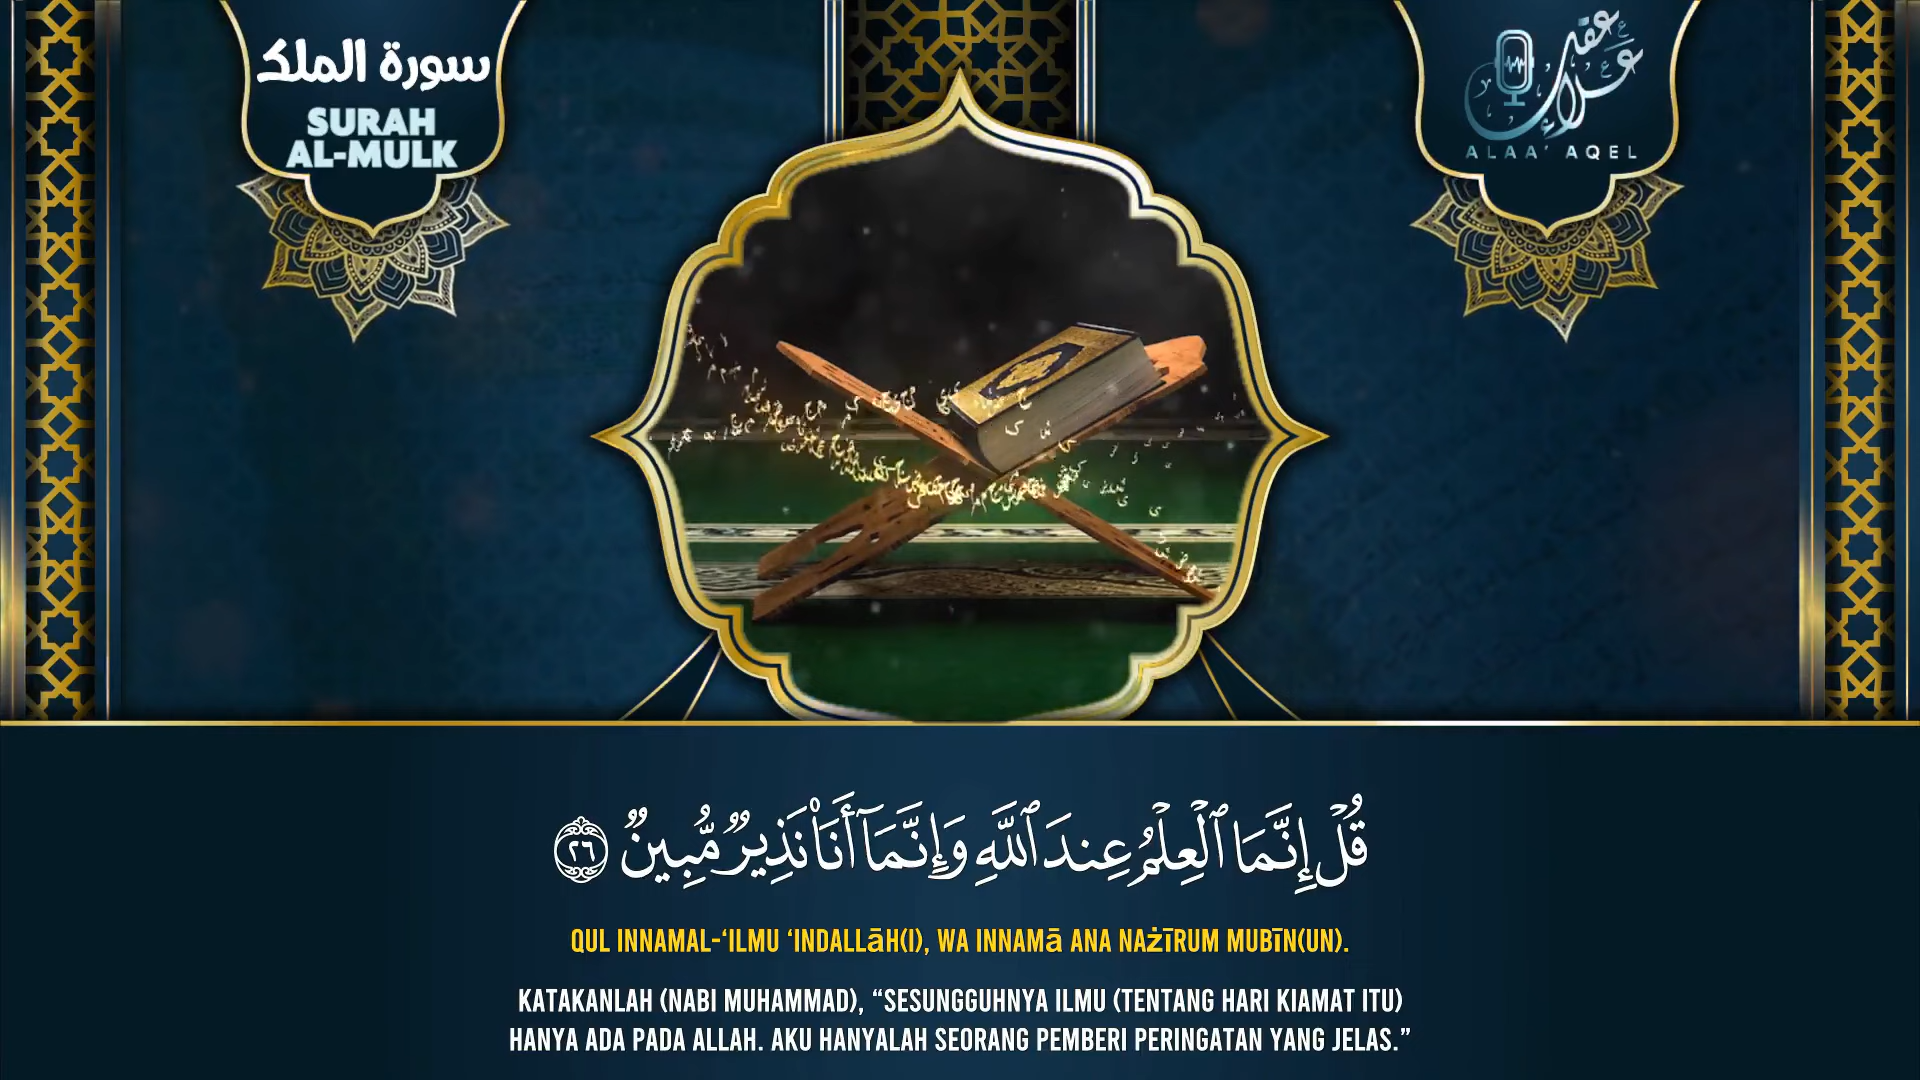 سورة الملك
SURAH
AL-MULK
علاء عقل
ALAA' AQEL
قُلْ إِنَّمَا ٱلْعِلْمُ عِندَ ٱللَّهِ وَإِنَّمَآ أَنَا۠ نَذِيرٌ مُّبِينٌ ٢٦
QUL INNAMAL-‘ILMU ‘INDALLāH(I), WA INNAMā ANA NAżīRUM MUBīN(UN).
KATAKANLAH (NABI MUHAMMAD), “SESUNGGUHNYA ILMU (TENTANG HARI KIAMAT ITU)
HANYA ADA PADA ALLAH. AKU HANYALAH SEORANG PEMBERI PERINGATAN YANG JELAS.”